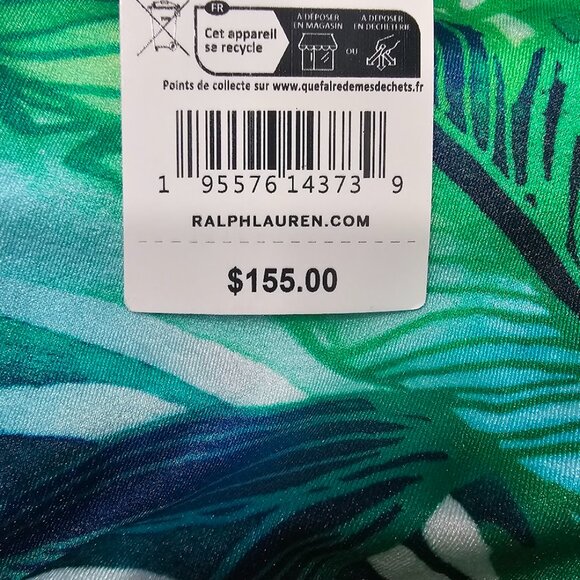 FR
À DÉPOSER EN MAGASIN
À DÉPOSER EN DÉCHÈTERIE
Cet appareil
se recycle
OU
Points de collecte sur www.quefairedemesdechets.fr
1 95576 14373 9
RALPHLAUREN.COM
$155.00